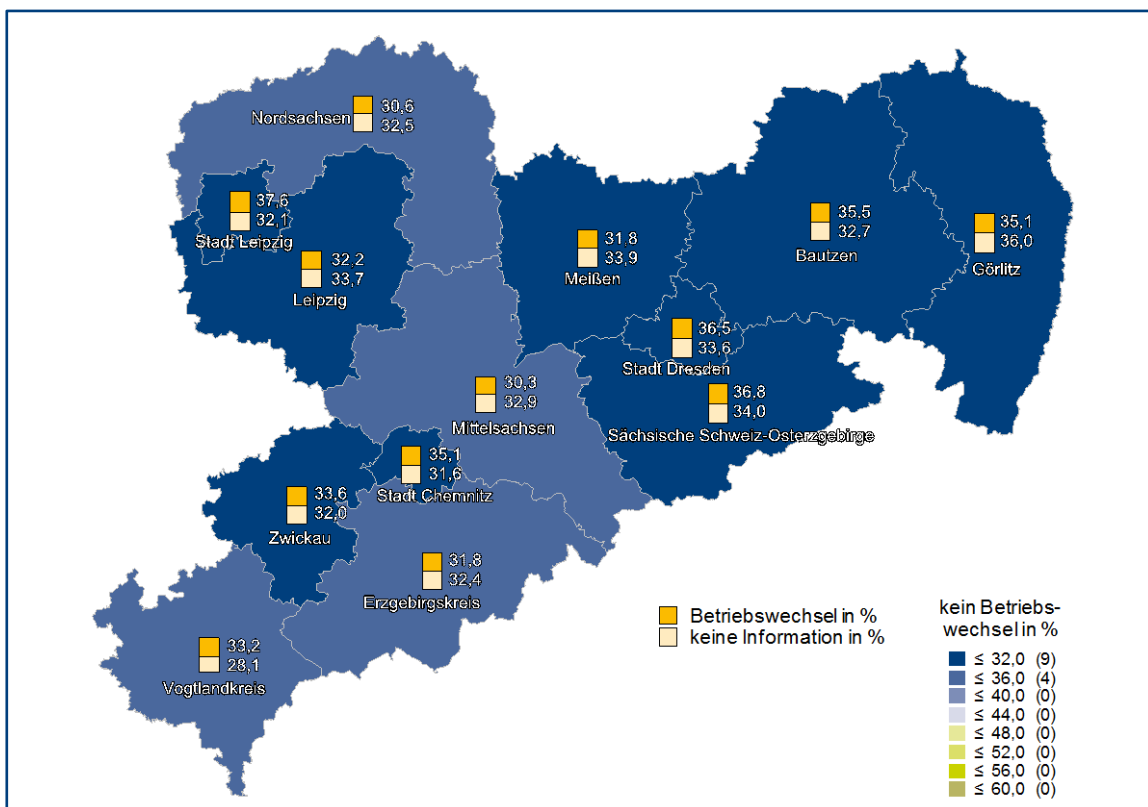 30,6
Nordsachsen
32,5
37,6
32,1
Stadt Leipzig
32,2
33,7
Leipzig
31,8
33,9
Meißen
35,5
32,7
Bautzen
35,1
36,0
Görlitz
36,5
33,6
Stadt Dresden
36,8
34,0
Sächsische Schweiz-Osterzgebirge
30,3
32,9
Mittelsachsen
35,1
31,6
Stadt Chemnitz
33,6
32,0
Zwickau
31,8
32,4
Erzgebirgskreis
33,2
28,1
Vogtlandkreis
Betriebswechsel in %
keine Information in %
kein Betriebs-
wechsel in %
≤ 32,0 (9)
≤ 36,0 (4)
≤ 40,0 (0)
≤ 44,0 (0)
≤ 48,0 (0)
≤ 52,0 (0)
≤ 56,0 (0)
≤ 60,0 (0)